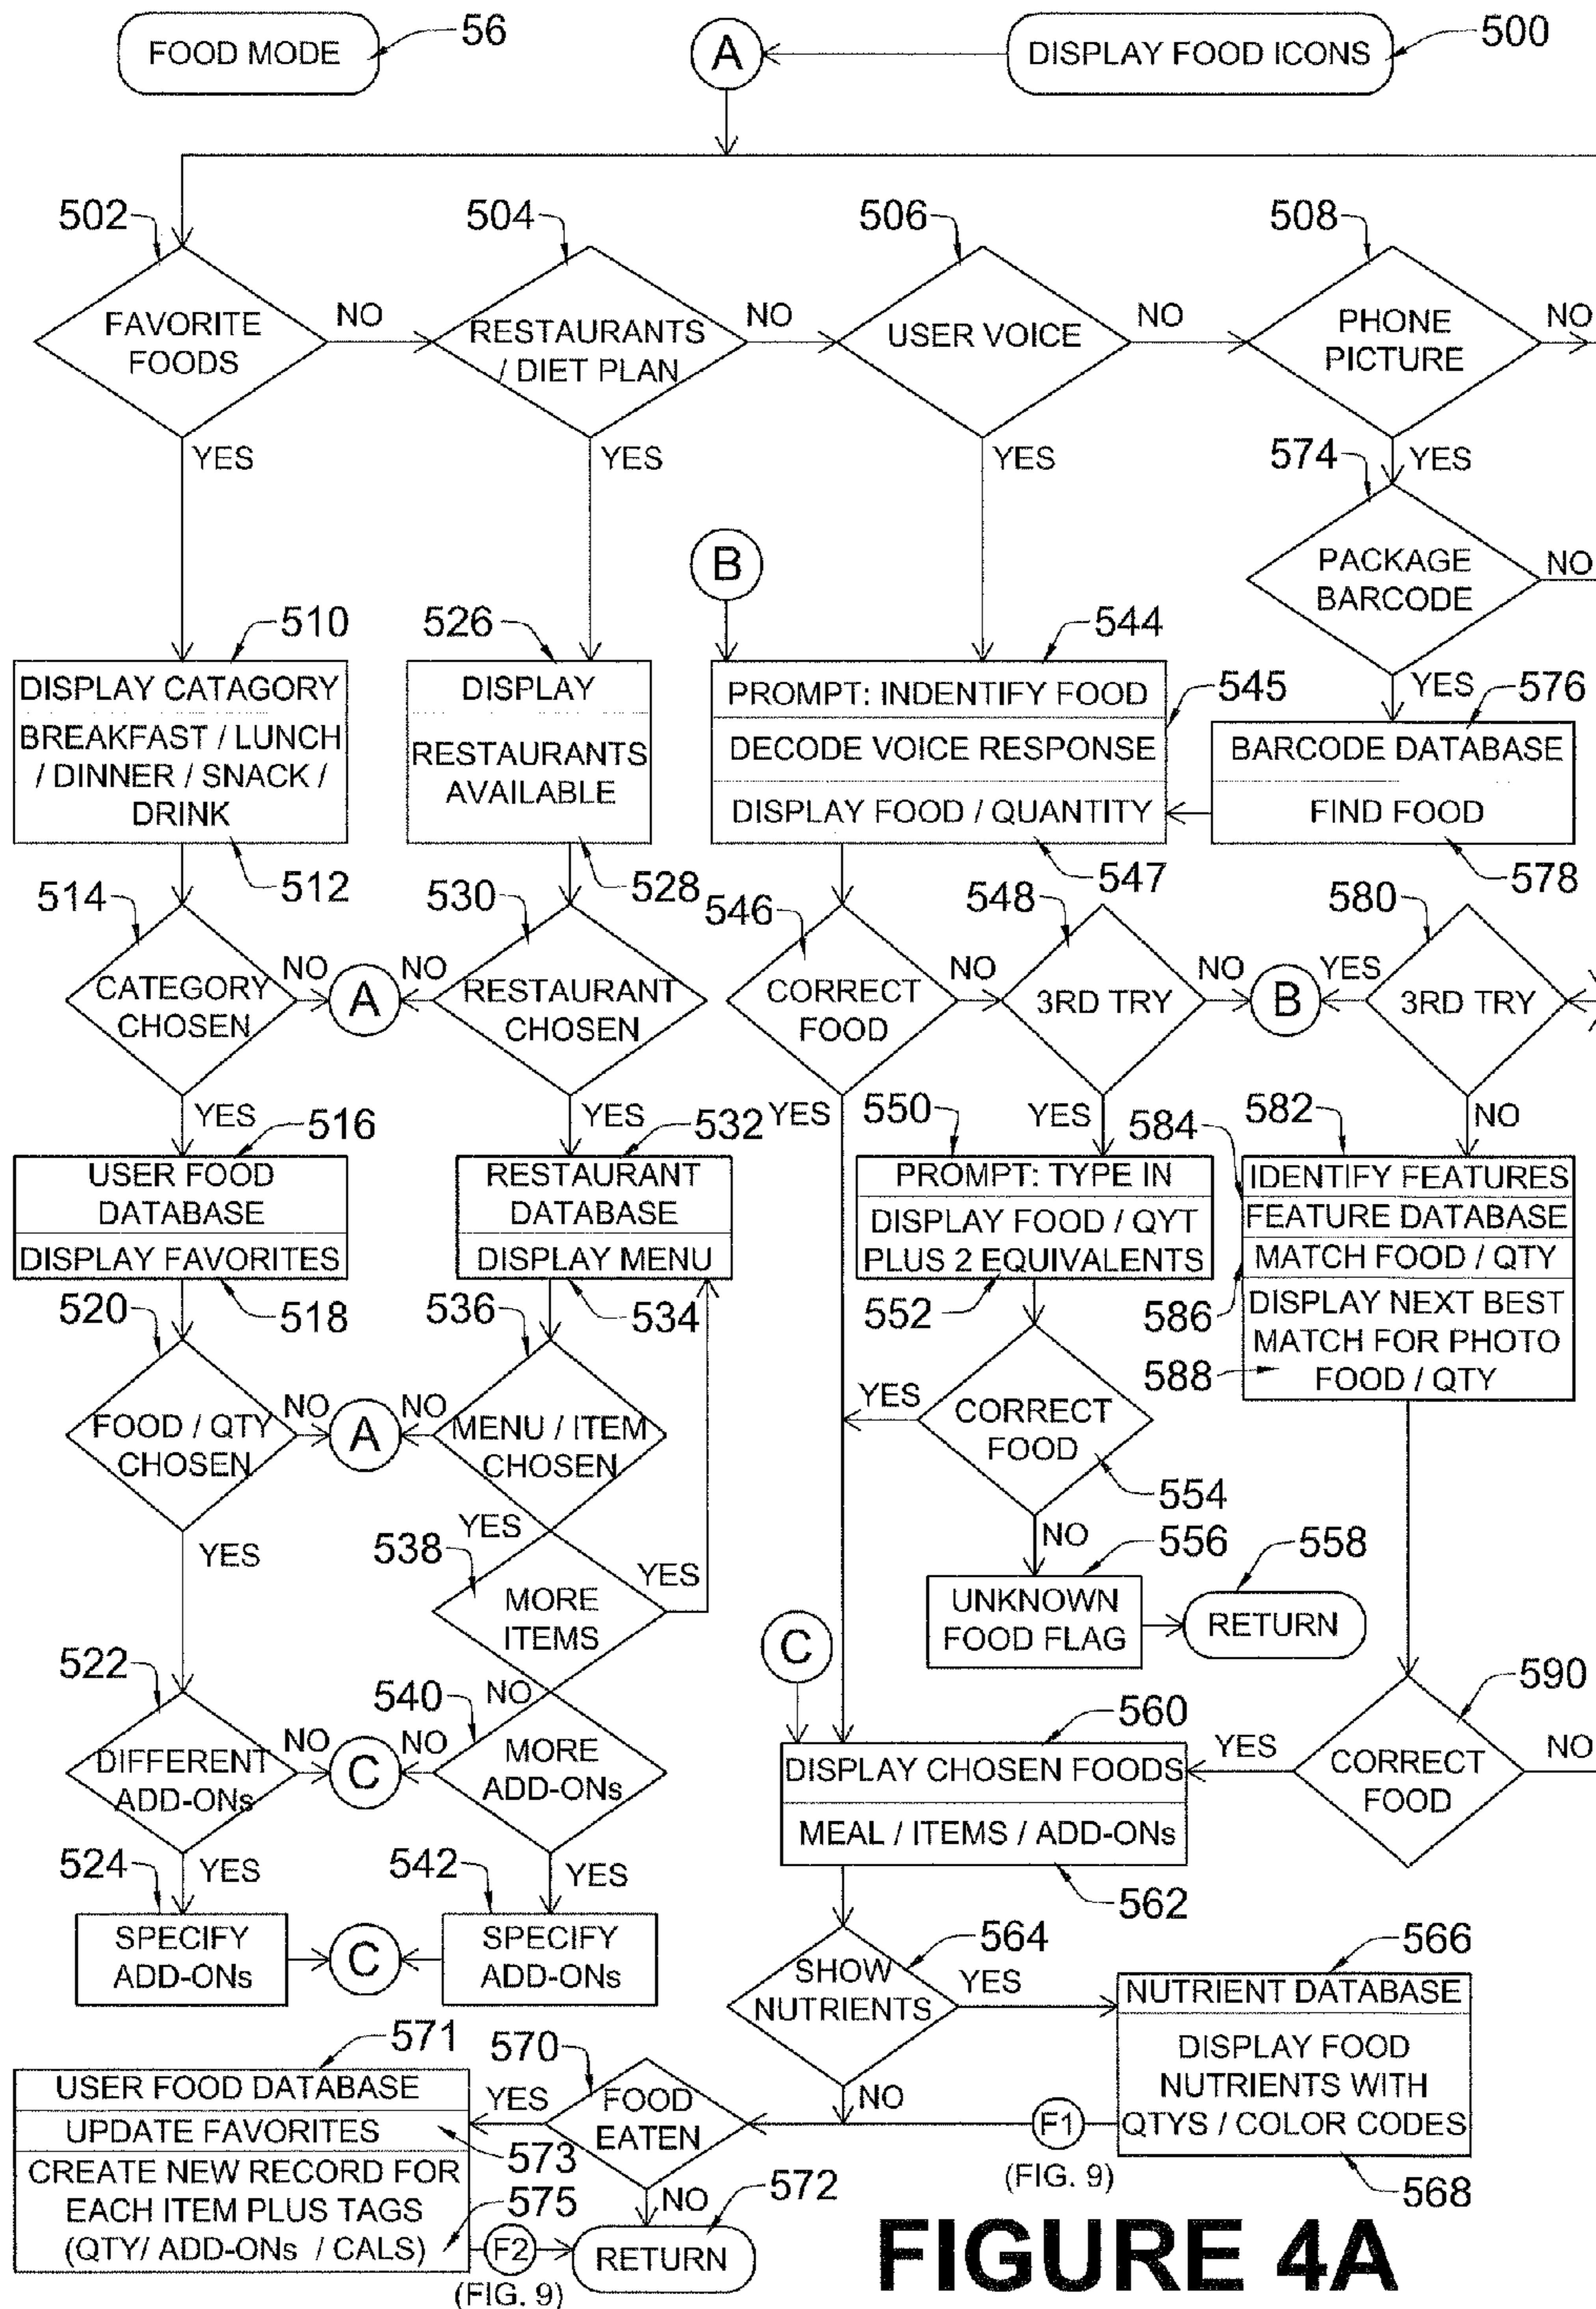 FOOD MODE
56
A
DISPLAY FOOD ICONS
500
502
504
506
508
FAVORITE
FOODS
NO
RESTAURANTS
/ DIET PLAN
NO
USER VOICE
NO
PHONE
PICTURE
NO
YES
YES
YES
YES
574
PACKAGE
BARCODE
NO
B
YES
510
526
544
576
DISPLAY CATAGORY
BREAKFAST / LUNCH
/ DINNER / SNACK /
DRINK
512
DISPLAY
RESTAURANTS
AVAILABLE
528
PROMPT: INDENTIFY FOOD
545
DECODE VOICE RESPONSE
DISPLAY FOOD / QUANTITY
547
BARCODE DATABASE
FIND FOOD
578
514
530
546
548
580
CATEGORY
CHOSEN
NO
A
NO
RESTAURANT
CHOSEN
CORRECT
FOOD
NO
3RD TRY
NO
B
YES
3RD TRY
YES
YES
YES
YES
NO
516
532
550
582
584
USER FOOD
DATABASE
DISPLAY FAVORITES
518
RESTAURANT
DATABASE
DISPLAY MENU
534
PROMPT: TYPE IN
DISPLAY FOOD / QYT
PLUS 2 EQUIVALENTS
552
IDENTIFY FEATURES
FEATURE DATABASE
MATCH FOOD / QTY
586
DISPLAY NEXT BEST
MATCH FOR PHOTO
FOOD / QTY
588
520
536
FOOD / QTY
CHOSEN
NO
A
NO
MENU / ITEM
CHOSEN
YES
CORRECT
FOOD
554
YES
YES
538
MORE
ITEMS
YES
NO
556
558
UNKNOWN
FOOD FLAG
RETURN
C
522
NO
540
560
590
DIFFERENT
ADD-ONs
NO
C
NO
MORE
ADD-ONs
DISPLAY CHOSEN FOODS
MEAL / ITEMS / ADD-ONs
562
YES
CORRECT
FOOD
NO
524
YES
542
YES
SPECIFY
ADD-ONs
C
SPECIFY
ADD-ONs
564
SHOW
NUTRIENTS
YES
NO
566
NUTRIENT DATABASE
DISPLAY FOOD
NUTRIENTS WITH
QTYS / COLOR CODES
568
F1
(FIG. 9)
571
570
USER FOOD DATABASE
UPDATE FAVORITES
573
CREATE NEW RECORD FOR
EACH ITEM PLUS TAGS
575
(QTY/ ADD-ONs / CALS)
YES
FOOD
EATEN
NO
572
F2
(FIG. 9)
RETURN
FIGURE 4A